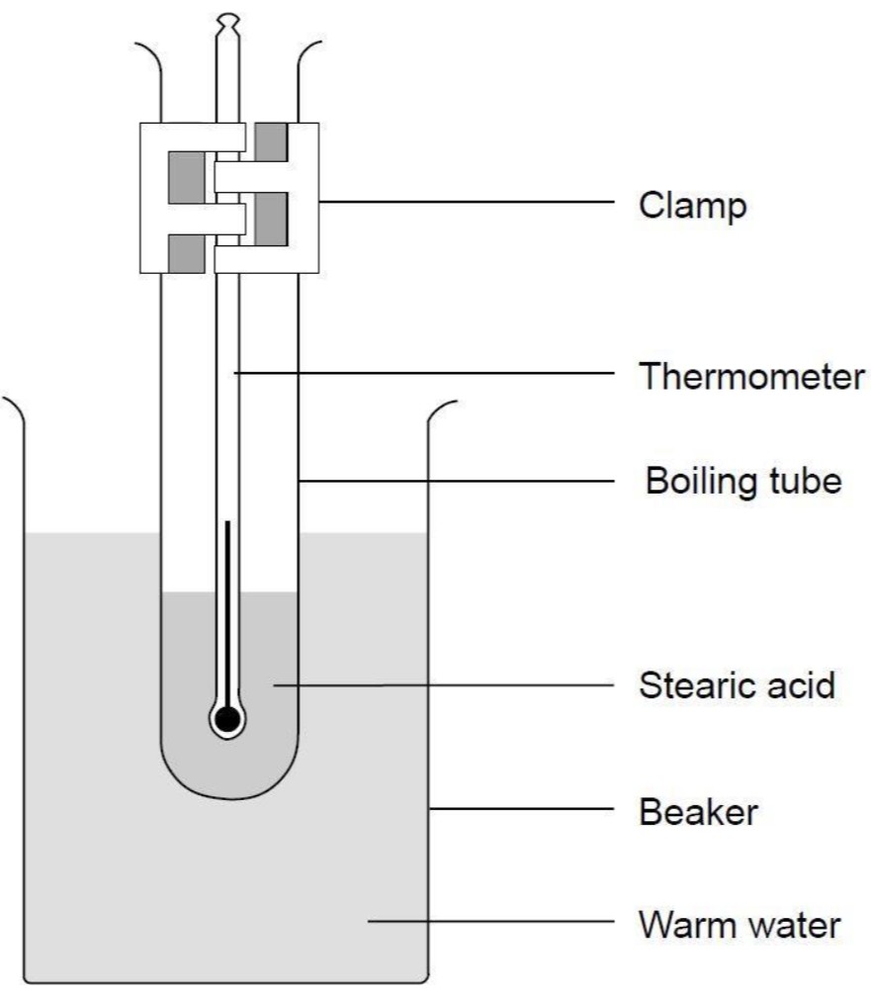 Clamp
Thermometer
Boiling tube
Stearic acid
Beaker
Warm water